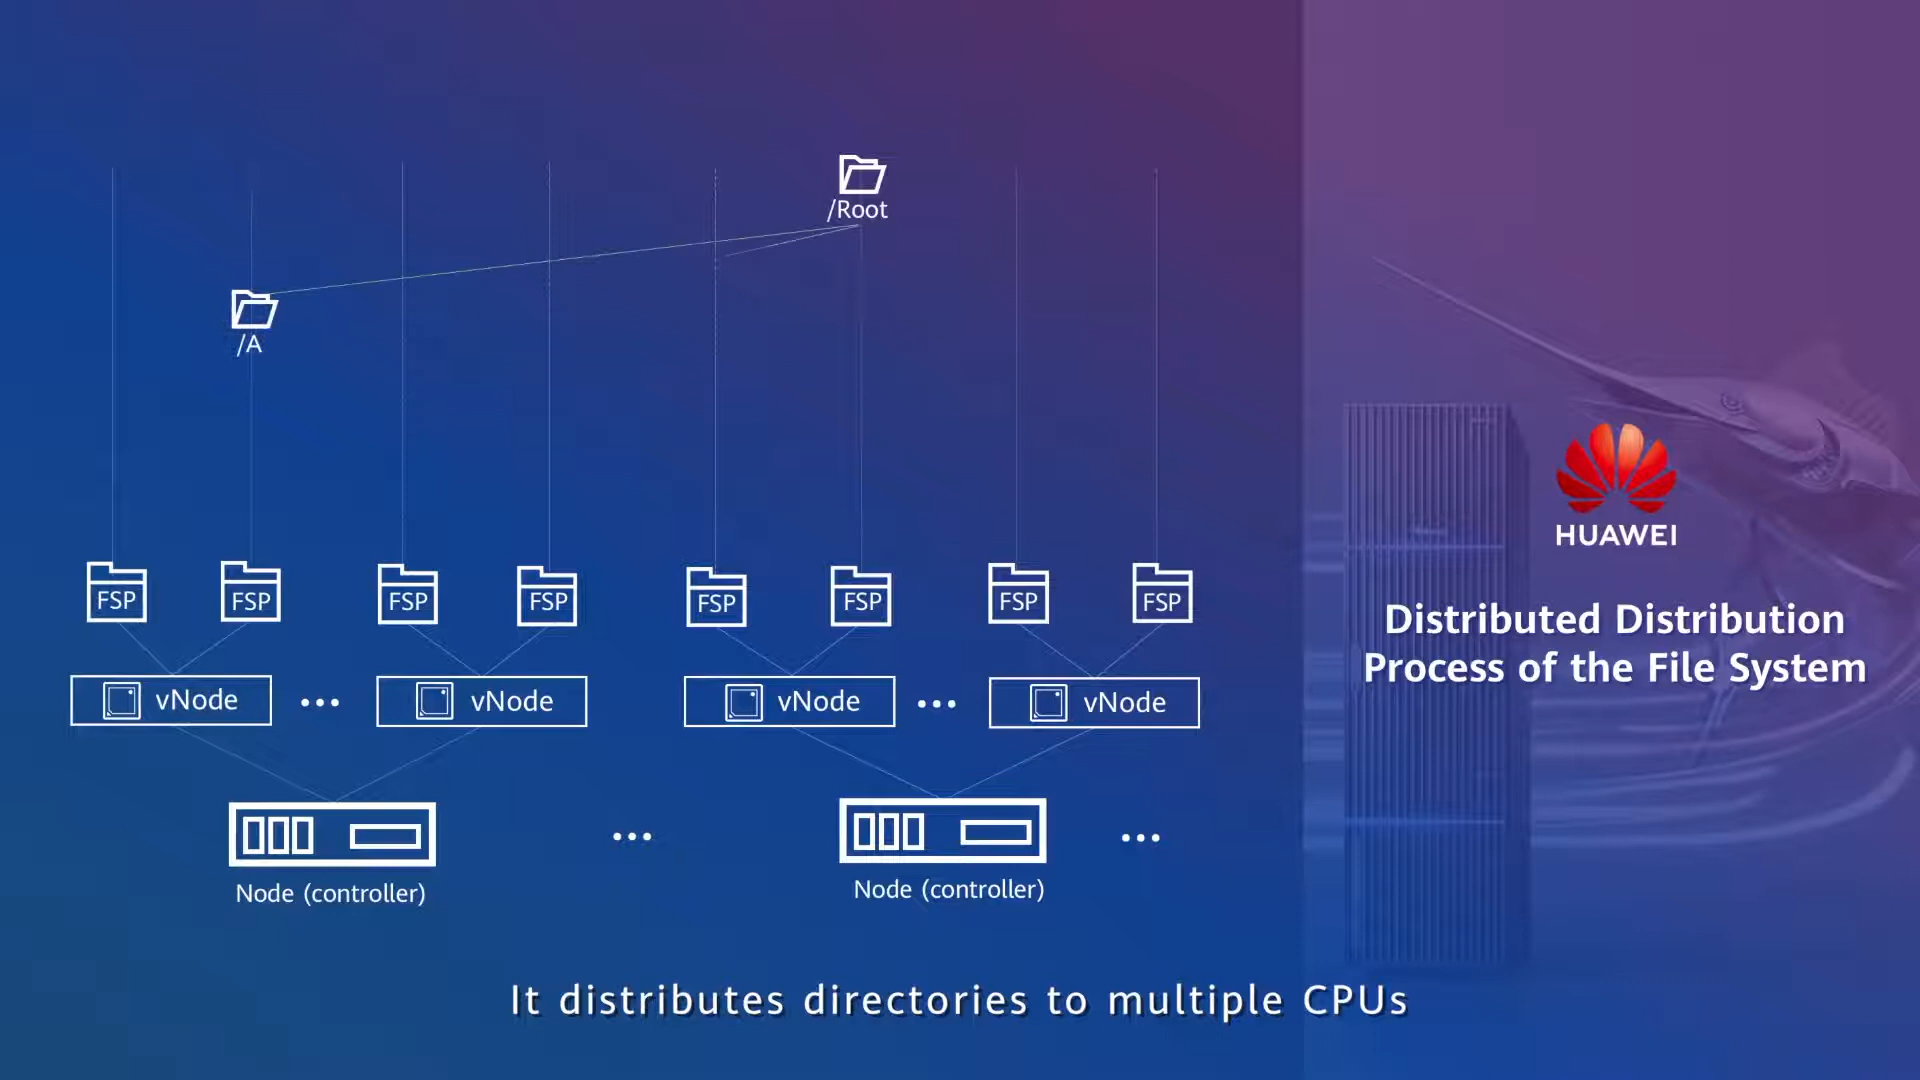 /Root
/A
FSP FSP FSP FSP FSP FSP FSP FSP
vNode ... vNode vNode ... vNode
... ...
Node (controller) Node (controller)
HUAWEI
Distributed Distribution
Process of the File System
It distributes directories to multiple CPUs